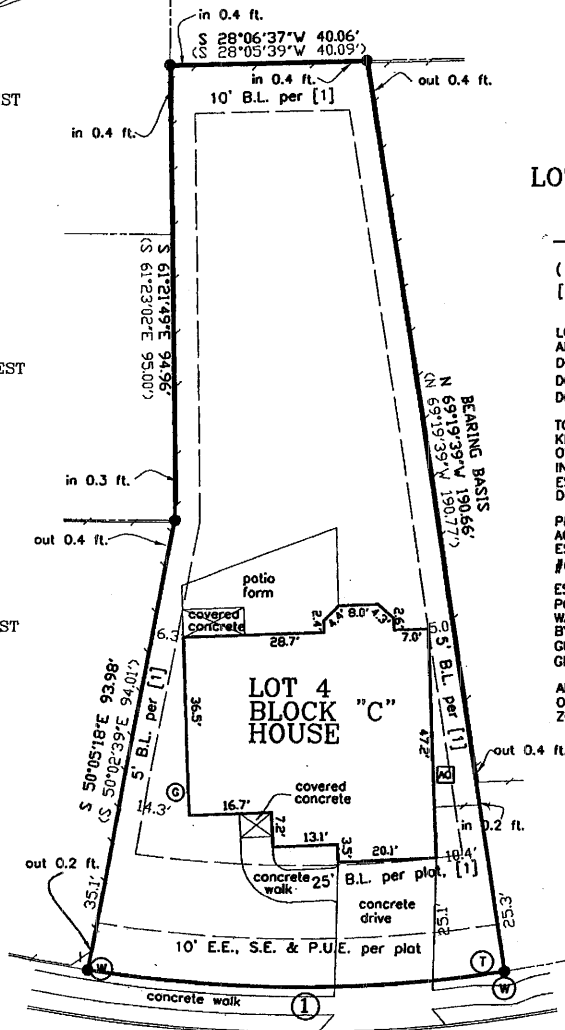 in 0.4 ft.
S 28°06'37"W 40.06'
(S 28°05'39"W 40.09')
in 0.4 ft.
out 0.4 ft.
10' B.L. per [1]
EST
in 0.4 ft.
LOT
(
[
S 61°21'49"E 94.96'
(S 61°23'02"E 95.00')
EST
BEARING BASIS
N 69°19'39"W 190.66'
(N 69°19'39"W 190.77')
in 0.3 ft.
out 0.4 ft.
patio
form
covered
concrete
EST
6.3'
28.7'
2.4'
4.4'
8.0'
4.3'
2.6'
7.0'
5.0'
5' B.L. per [1]
S 50°05'18"E 93.98'
(S 50°02'39"E 94.01')
5' B.L. per [1]
36.5'
LOT 4
BLOCK "C"
HOUSE
47.2'
out 0.4 ft.
AC
G
14.3'
16.7'
covered
concrete
7.2'
13.1'
3.5'
20.1'
in 0.2 ft.
10.4'
out 0.2 ft.
35.1'
concrete
walk
25' B.L. per plat, [1]
concrete
drive
25.1'
25.3'
10' E.E., S.E. & P.U.E. per plat
W
T
W
concrete walk
1